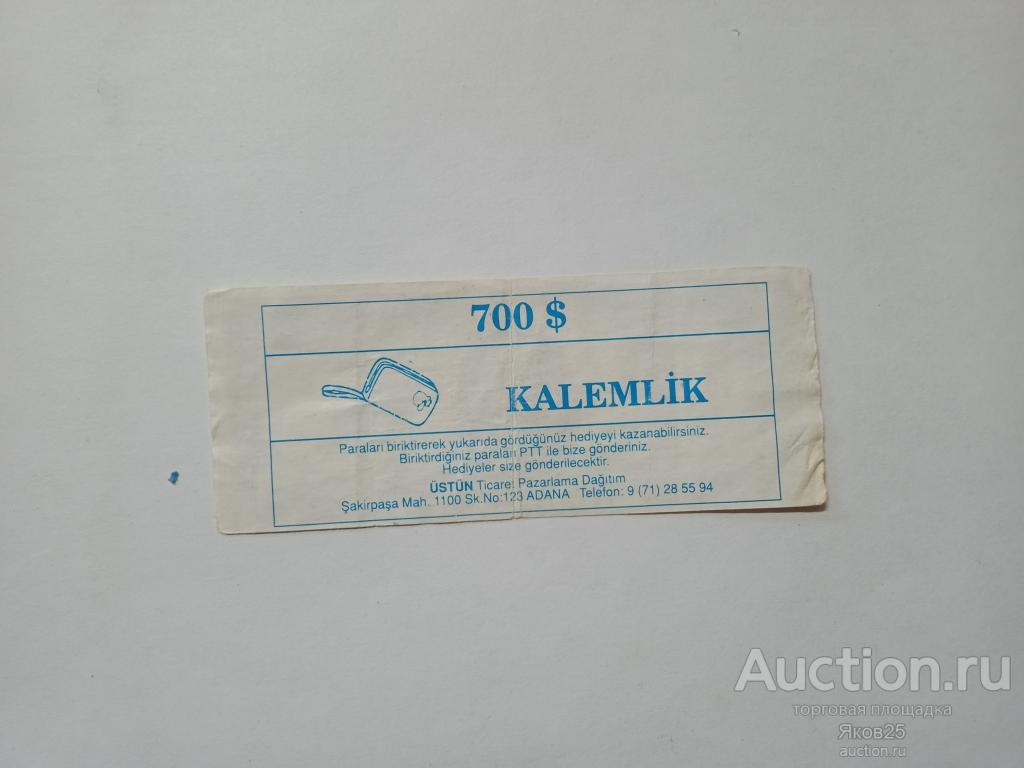 700 $
KALEMLİK
Paraları biriktirerek yukarıda gördüğünüz hediyeyi kazanabilirsiniz.
Biriktirdiğiniz paraları PTT ile bize gönderiniz.
Hediyeler size gönderilecektir.
ÜSTÜN Ticaret Pazarlama Dağıtım
Şakirpaşa Mah. 1100 Sk.No:123 ADANA Telefon: 9 (71) 28 55 94
Auction.ru
торговая площадка
Яков25
auction.ru